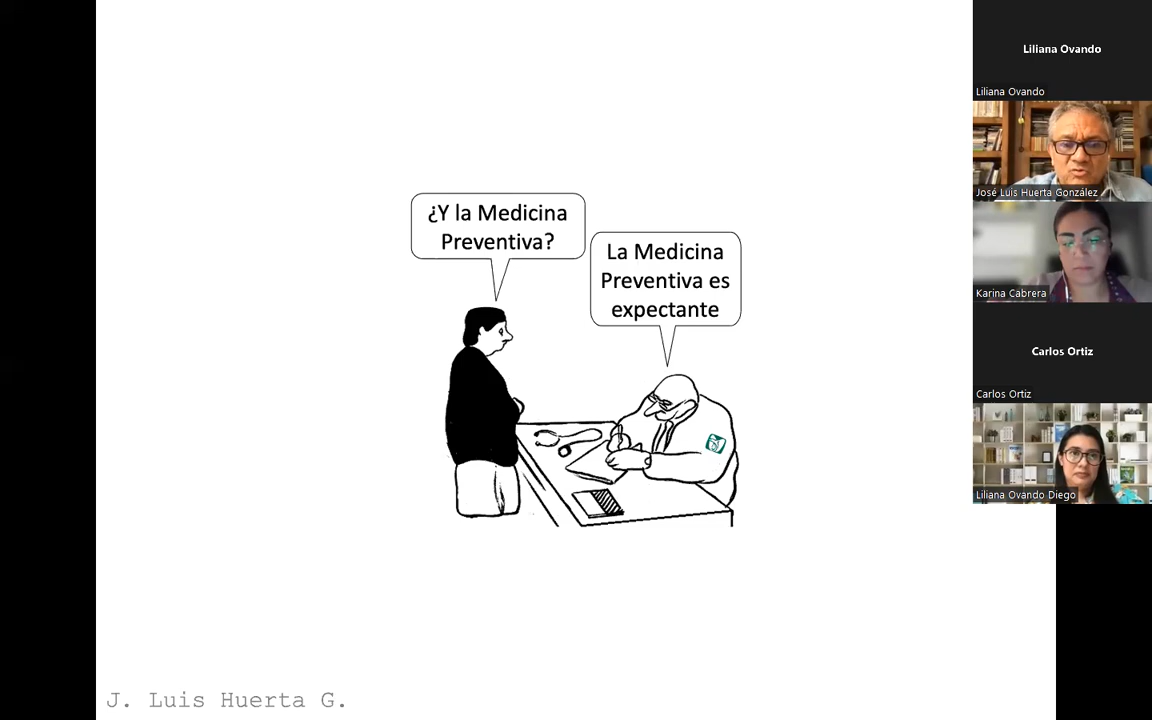 ¿Y la Medicina
Preventiva?
La Medicina
Preventiva es
expectante
J. Luis Huerta G.
Liliana Ovando
Liliana Ovando
José Luis Huerta González
Karina Cabrera
Carlos Ortiz
Carlos Ortiz
Liliana Ovando Diego